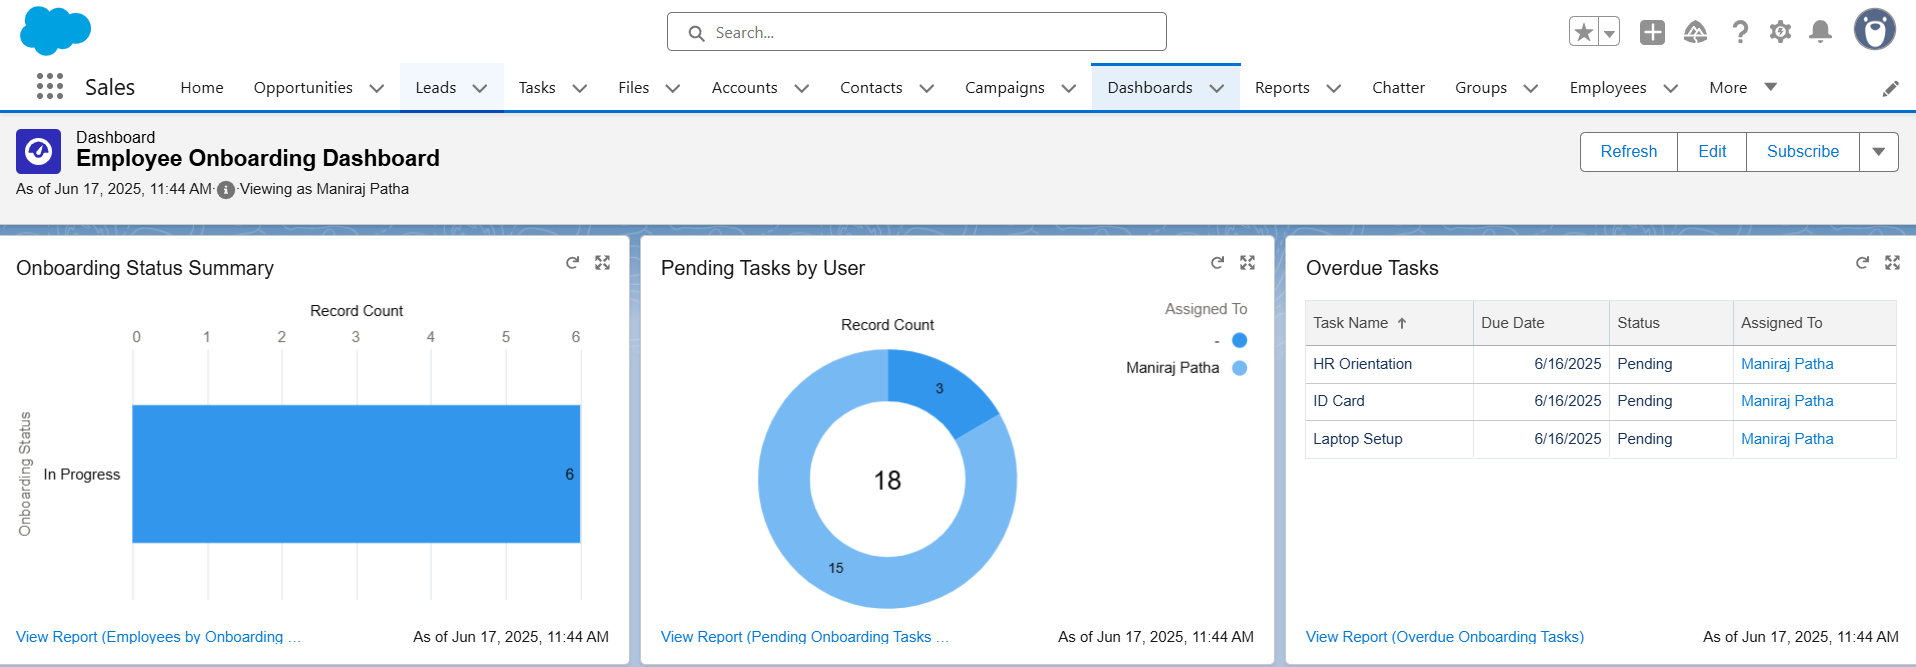 Search...
Sales
Home
Opportunities
Leads
Tasks
Files
Accounts
Contacts
Campaigns
Dashboards
Reports
Chatter
Groups
Employees
More
Dashboard
Employee Onboarding Dashboard
As of Jun 17, 2025, 11:44 AM·Viewing as Maniraj Patha
Refresh
Edit
Subscribe
Onboarding Status Summary
Record Count
0 1 2 3 4 5 6
Onboarding Status
In Progress
6
View Report (Employees by Onboarding ...
As of Jun 17, 2025, 11:44 AM
Pending Tasks by User
Record Count
Assigned To
-
Maniraj Patha
3
18
15
View Report (Pending Onboarding Tasks ...
As of Jun 17, 2025, 11:44 AM
Overdue Tasks
Task Name ↑ Due Date Status Assigned To
HR Orientation 6/16/2025 Pending Maniraj Patha
ID Card 6/16/2025 Pending Maniraj Patha
Laptop Setup 6/16/2025 Pending Maniraj Patha
View Report (Overdue Onboarding Tasks)
As of Jun 17, 2025, 11:44 AM